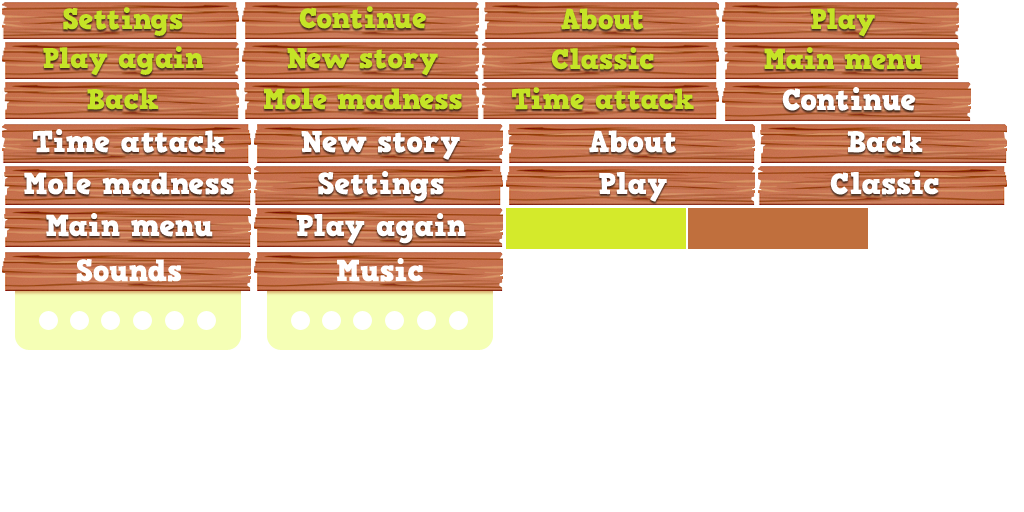 Settings Continue About Play
Play again New story Classic Main menu
Back Mole madness Time attack Continue
Time attack New story About Back
Mole madness Settings Play Classic
Main menu Play again
Sounds Music